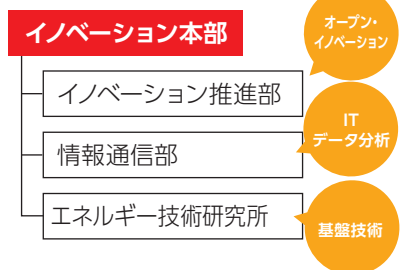 イノベーション本部
オープン・
イノベーション
イノベーション推進部
IT
データ分析
情報通信部
エネルギー技術研究所
基盤技術